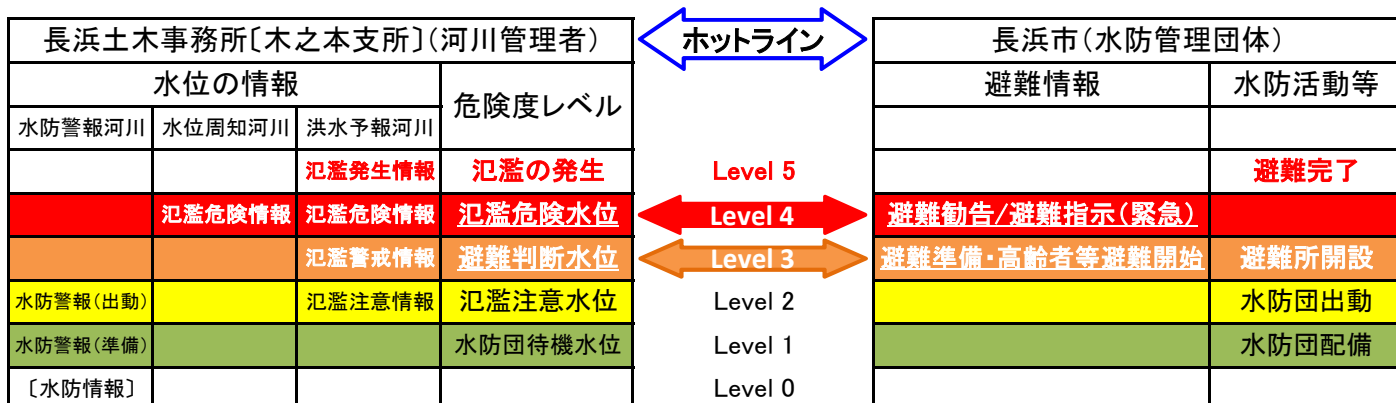 長浜土木事務所〔木之本支所〕（河川管理者） ホットライン 長浜市（水防管理団体）
水位の情報 危険度レベル 避難情報 水防活動等
水防警報河川 水位周知河川 洪水予報河川
氾濫発生情報 氾濫の発生 Level 5 避難完了
氾濫危険情報 氾濫危険情報 氾濫危険水位 Level 4 避難勧告/避難指示（緊急）
氾濫警戒情報 避難判断水位 Level 3 避難準備・高齢者等避難開始 避難所開設
水防警報（出動） 氾濫注意情報 氾濫注意水位 Level 2 水防団出動
水防警報（準備） 水防団待機水位 Level 1 水防団配備
〔水防情報〕 Level 0